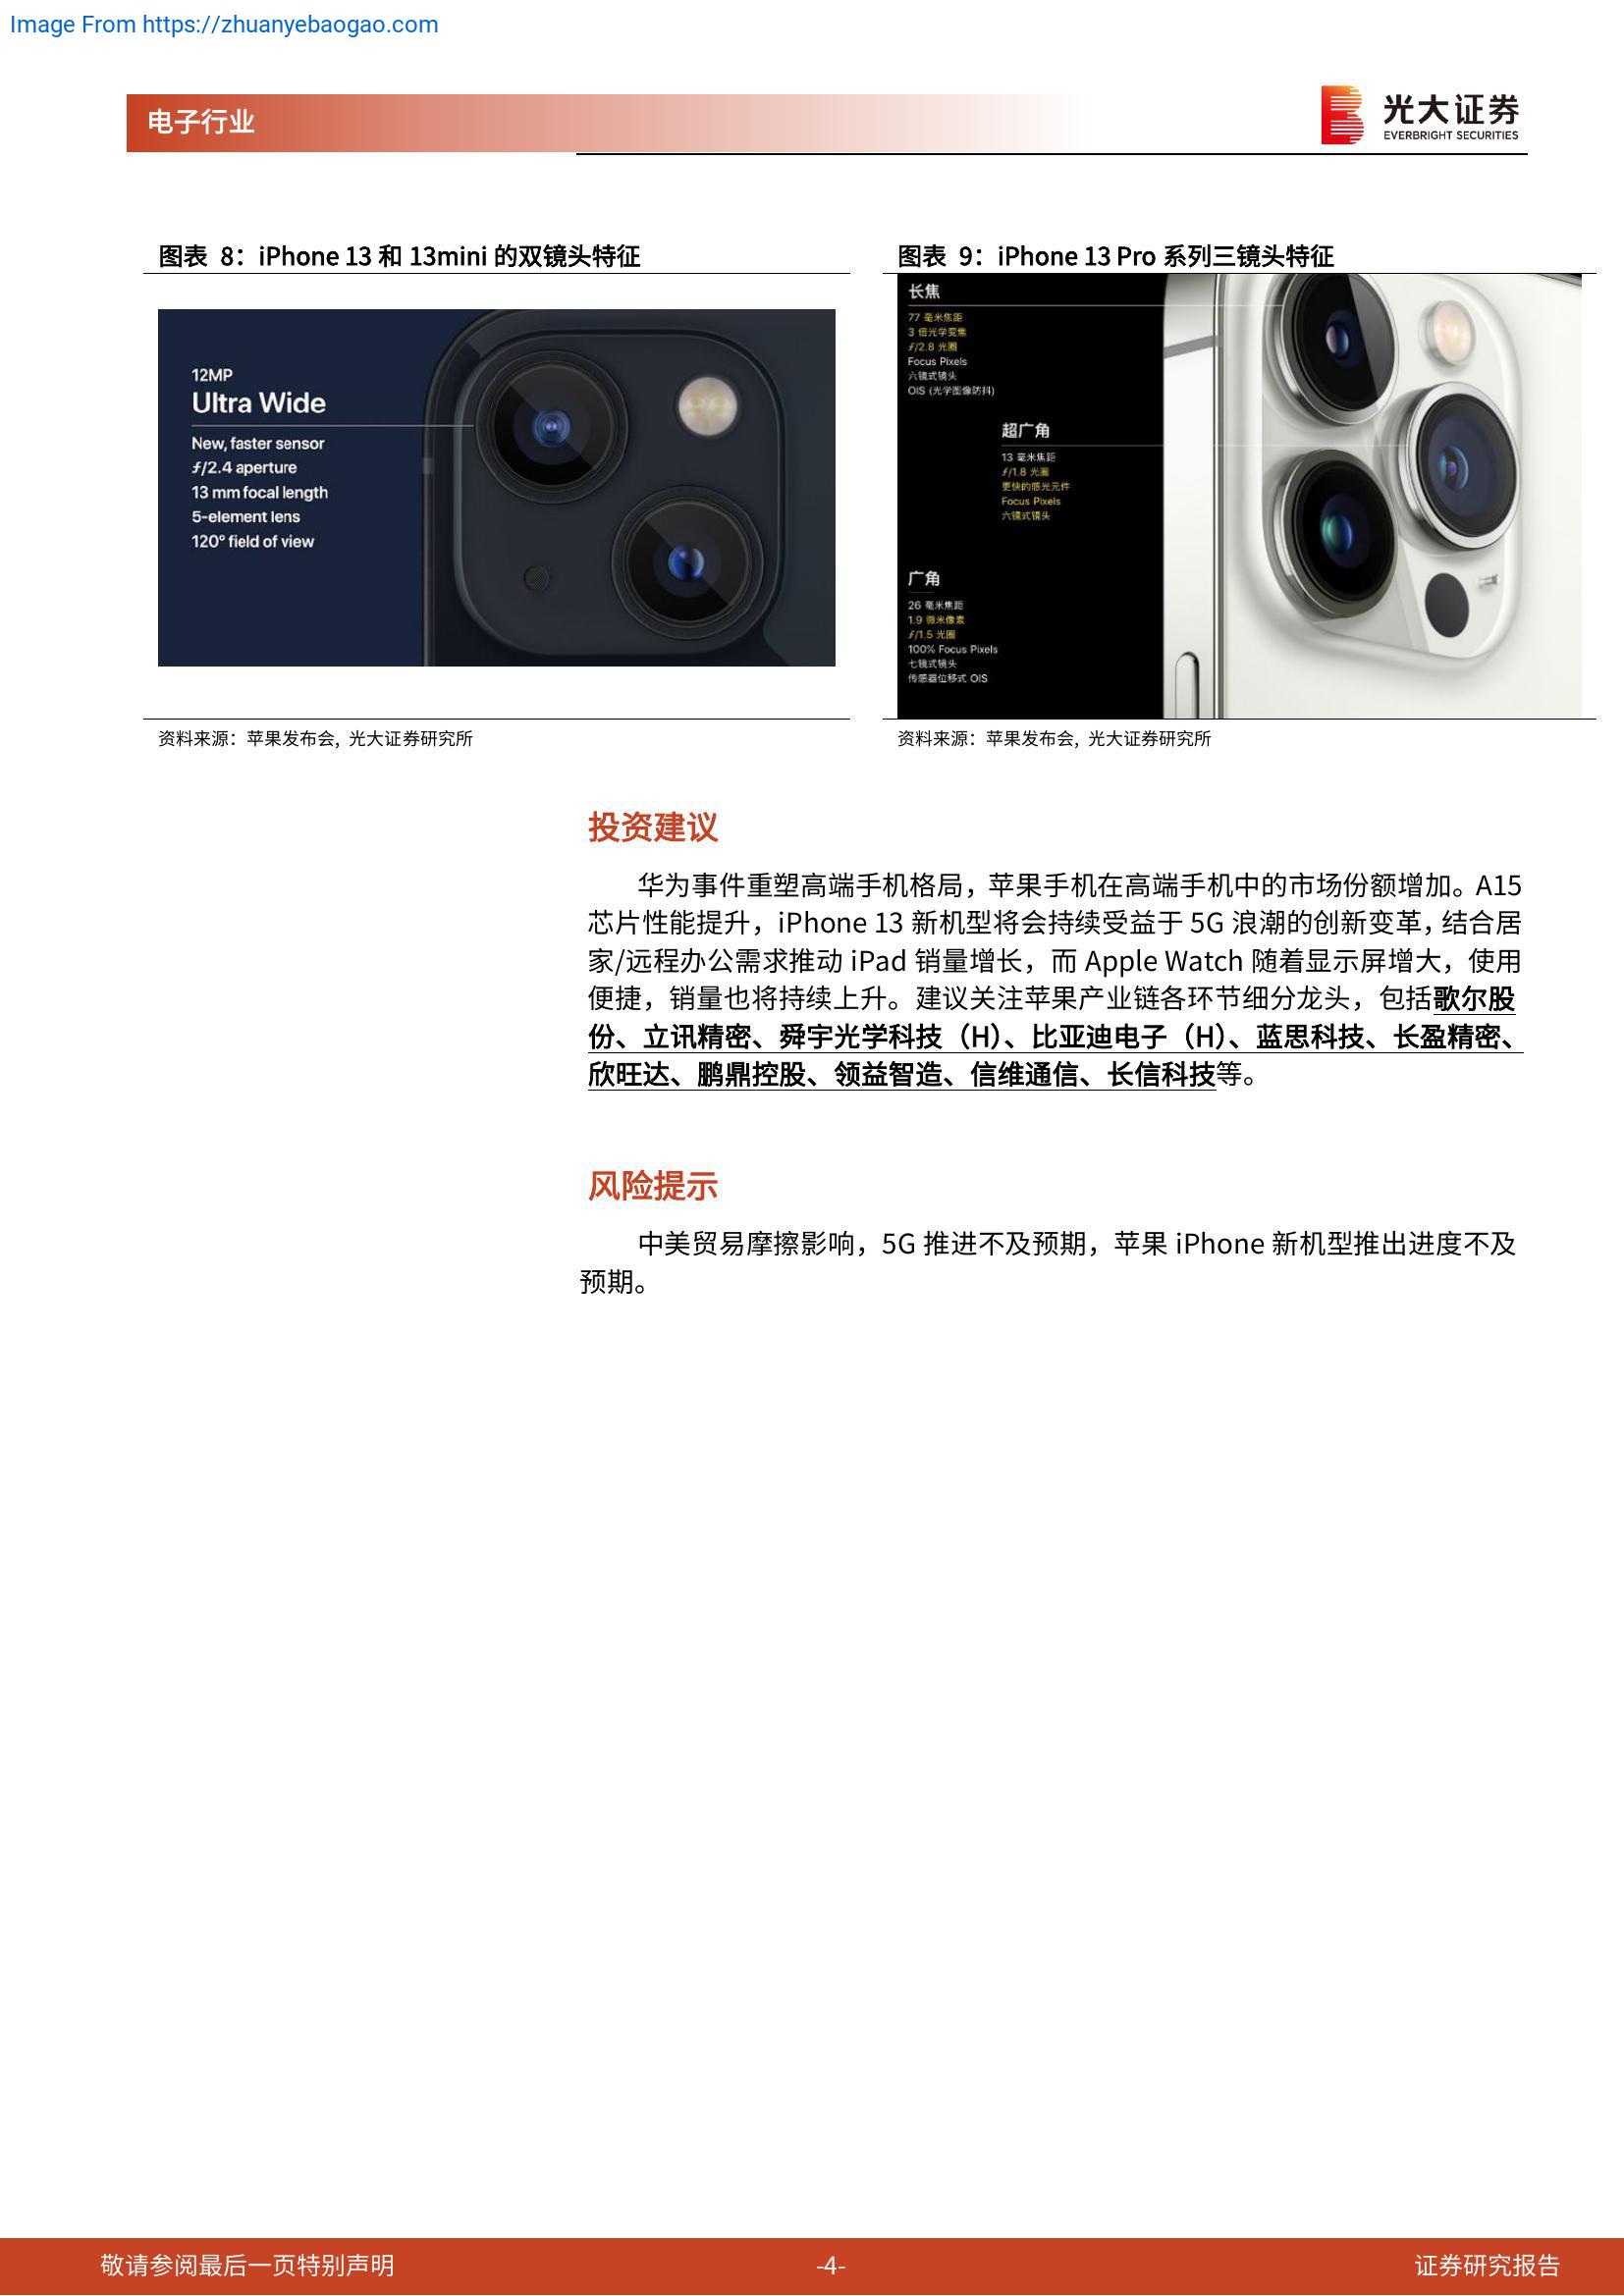 Image From https://zhuanyebaogao.com
电子行业
光大证券
EVERBRIGHT SECURITIES
图表 8：iPhone 13 和 13mini 的双镜头特征
12MP
Ultra Wide
New, faster sensor
ƒ/2.4 aperture
13 mm focal length
5-element lens
120° field of view
资料来源：苹果发布会, 光大证券研究所
图表 9：iPhone 13 Pro 系列三镜头特征
长焦
77 毫米焦距
3 倍光学变焦
ƒ/2.8 光圈
Focus Pixels
六镜式镜头
OIS (光学图像防抖)
超广角
13 毫米焦距
ƒ/1.8 光圈
更快的感光元件
Focus Pixels
六镜式镜头
广角
26 毫米焦距
1.9 微米像素
ƒ/1.5 光圈
100% Focus Pixels
七镜式镜头
传感器位移式 OIS
资料来源：苹果发布会, 光大证券研究所
投资建议
华为事件重塑高端手机格局，苹果手机在高端手机中的市场份额增加。A15
芯片性能提升，iPhone 13 新机型将会持续受益于 5G 浪潮的创新变革，结合居
家/远程办公需求推动 iPad 销量增长，而 Apple Watch 随着显示屏增大，使用
便捷，销量也将持续上升。建议关注苹果产业链各环节细分龙头，包括歌尔股
份、立讯精密、舜宇光学科技（H）、比亚迪电子（H）、蓝思科技、长盈精密、
欣旺达、鹏鼎控股、领益智造、信维通信、长信科技等。
风险提示
中美贸易摩擦影响，5G 推进不及预期，苹果 iPhone 新机型推出进度不及
预期。
敬请参阅最后一页特别声明
-4-
证券研究报告